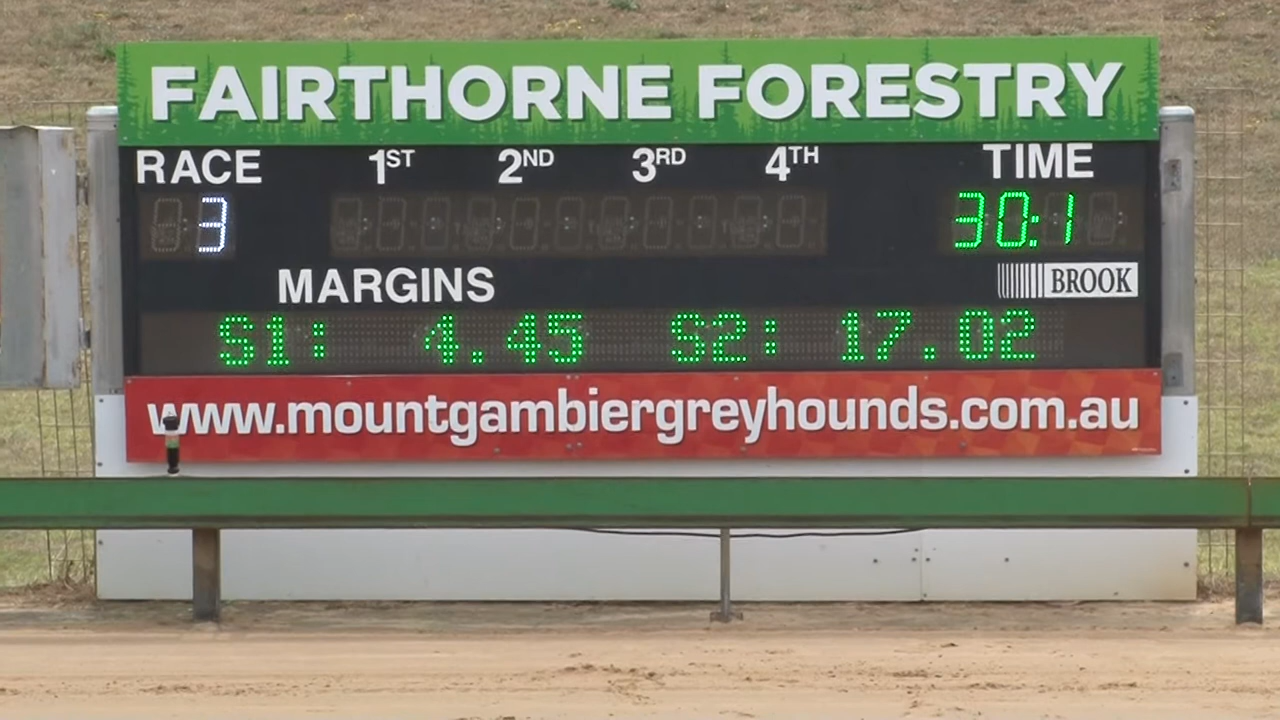 FAIRTHORNE FORESTRY
RACE 1ST 2ND 3RD 4TH TIME
3 30:1
MARGINS BROOK
S1: 4.45 S2: 17.02
www.mountgambiergreyhounds.com.au